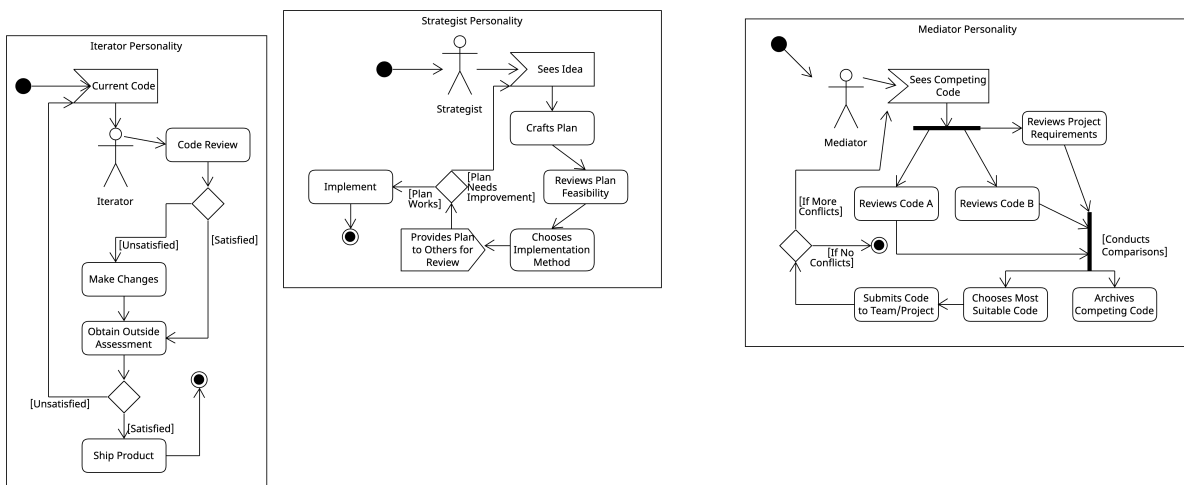 Iterator Personality
Current Code
Code Review
Iterator
[Unsatisfied]
[Satisfied]
Make Changes
Obtain Outside
Assessment
[Unsatisfied]
[Satisfied]
Ship Product
Strategist Personality
Sees Idea
Strategist
Crafts Plan
Reviews Plan
Feasibility
Implement
[Plan
Works]
[Plan
Needs
Improvement]
Provides Plan
to Others for
Review
Chooses
Implementation
Method
Mediator Personality
Sees Competing
Code
Mediator
Reviews Project
Requirements
[If More
Conflicts]
Reviews Code A
Reviews Code B
[If No
Conflicts]
[Conducts
Comparisons]
Submits Code
to Team/Project
Chooses Most
Suitable Code
Archives
Competing Code